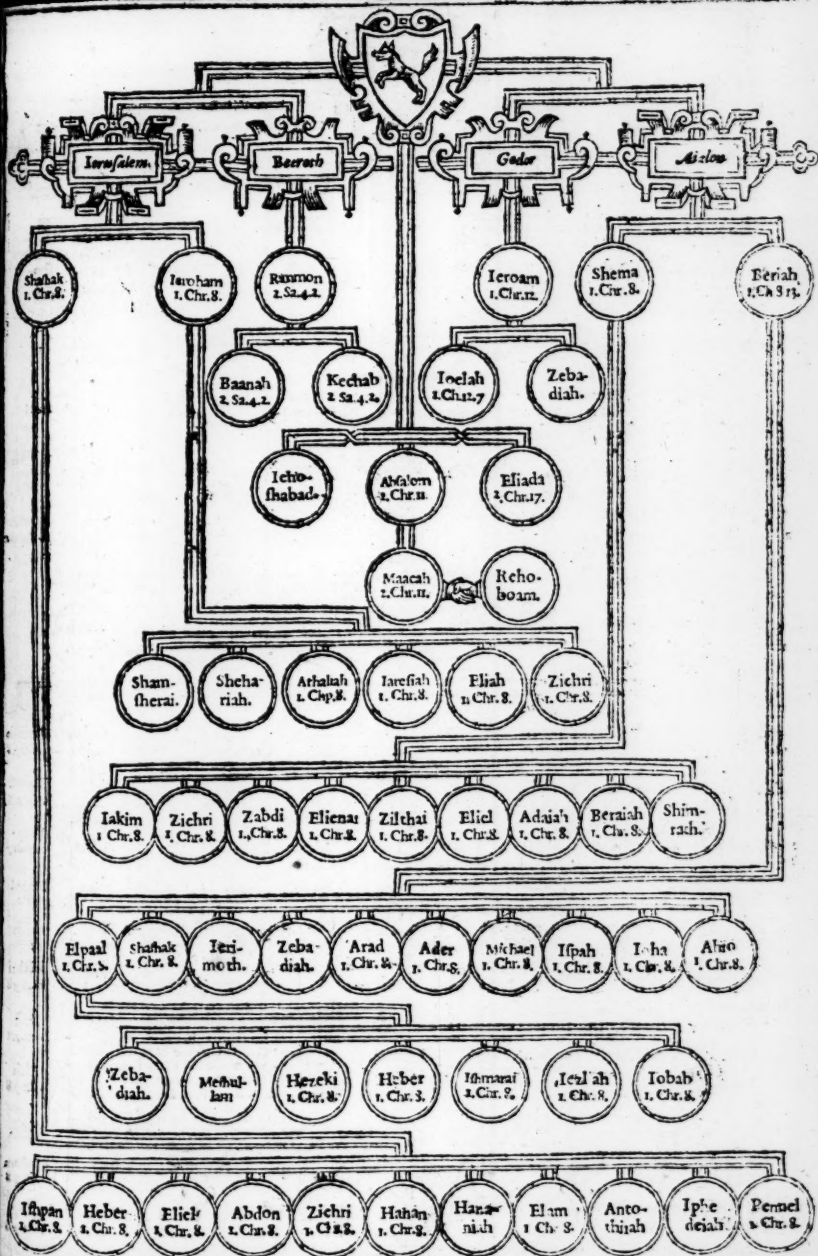 Ierusalem.
Beeroth
Gedor
Aizlon
Shashak
1. Chr. 8.
Ieroham
1. Chr. 8.
Rimmon
2. Sa. 4. 2.
Ieroam
1. Chr. 12.
Shema
1. Chr. 8.
Beriah
1. Ch 8 13.
Baanah
2. Sa. 4. 2.
Rechab
2 Sa. 4. 2.
Ioelah
1. Ch. 12. 7
Zeba-
diah.
Ieho-
shabad.
Absalom
2. Chr. 11.
Eliada
2. Chr. 17.
Maacah
2. Chr. 11.
Reho-
boam.
Sham-
sherai.
Sheha-
riah.
Athaliah
1. Chp. 8.
Iaresiah
1. Chr. 8.
Eliah
1. Chr. 8.
Zichri
1. Chr. 8.
Iakim
1 Chr. 8.
Zichri
1. Chr. 8.
Zabdi
1. Chr. 8.
Elienai
1. Chr. 8.
Zilthai
1. Chr. 8.
Eliel
1. Chr. 8.
Adaiah
1. Chr. 8.
Beraiah
1. Chr. 8.
Shim-
rath.
Elpaal
1. Chr. 8.
Shashak
1. Chr. 8.
Ieri-
moth.
Zeba-
diah.
Arad
1. Chr. 8.
Ader
1. Chr. 8.
Michael
1. Chr. 8.
Ispah
1. Chr. 8.
Ioha
1. Chr. 8.
Ahio
1. Chr. 8.
Zeba-
diah.
Meshul-
lam
Hezeki
1. Chr. 8.
Heber
1. Chr. 8.
Ishmarai
1. Chr. 8.
Iezliah
1. Chr. 8.
Iobab
1. Chr. 8.
Ishpan
1. Chr. 8.
Heber
1. Chr. 8.
Eliel
1. Chr. 8.
Abdon
1. Chr. 8.
Zichri
1. Chr. 8.
Hanan
1. Chr. 8.
Hana-
niah
Elam
1 Chr. 8.
Anto-
thijah
Iphe
deiah
Penuel
1. Chr. 8.